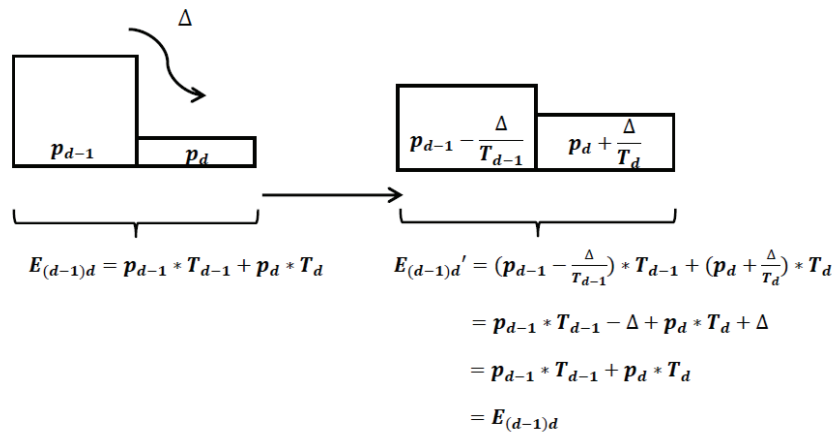 Δ
p_{d−1}
p_d
p_{d−1} − Δ/T_{d−1}
p_d + Δ/T_d
E_{(d−1)d} = p_{d−1} * T_{d−1} + p_d * T_d
E_{(d−1)d}′ = (p_{d−1} − Δ/T_{d−1}) * T_{d−1} + (p_d + Δ/T_d) * T_d
= p_{d−1} * T_{d−1} − Δ + p_d * T_d + Δ
= p_{d−1} * T_{d−1} + p_d * T_d
= E_{(d−1)d}